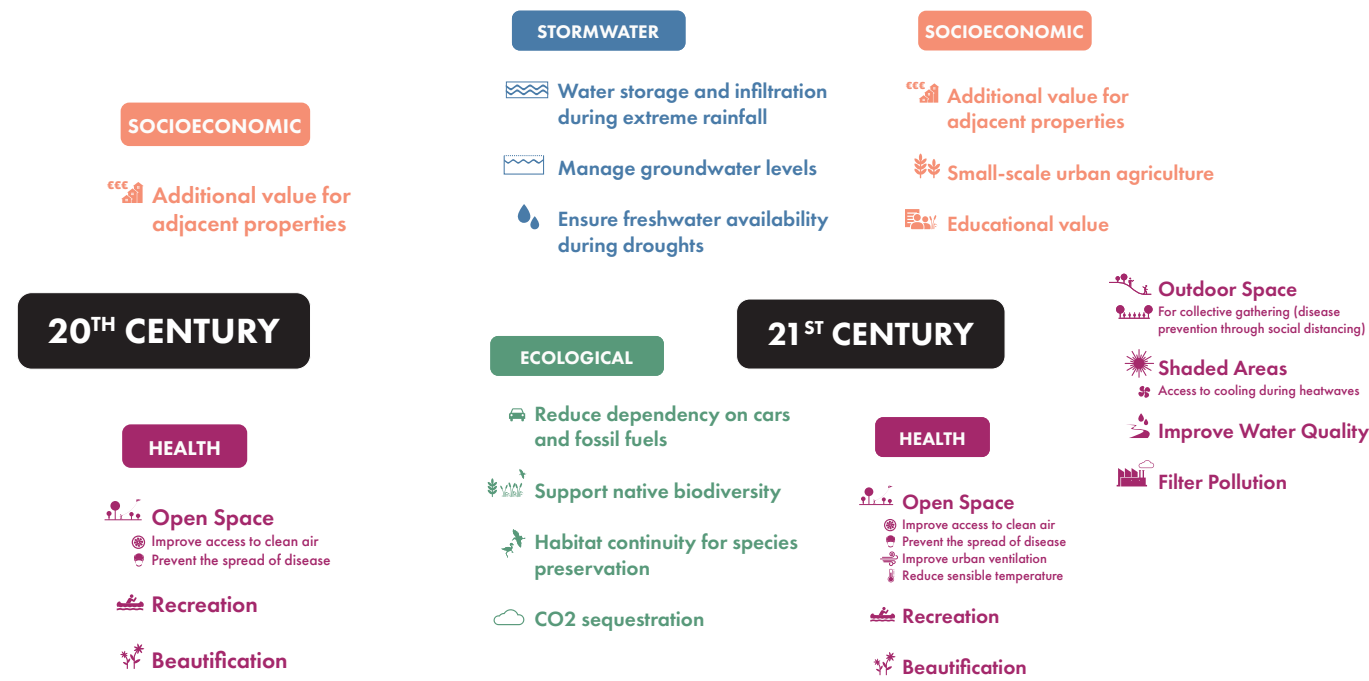 20TH CENTURY
SOCIOECONOMIC
€€€
Additional value for
adjacent properties
HEALTH
Open Space
Improve access to clean air
Prevent the spread of disease
Recreation
Beautification
21ST CENTURY
STORMWATER
Water storage and infiltration
during extreme rainfall
Manage groundwater levels
Ensure freshwater availability
during droughts
ECOLOGICAL
Reduce dependency on cars
and fossil fuels
Support native biodiversity
Habitat continuity for species
preservation
CO2 sequestration
SOCIOECONOMIC
€€€
Additional value for
adjacent properties
Small-scale urban agriculture
Educational value
HEALTH
Open Space
Improve access to clean air
Prevent the spread of disease
Improve urban ventilation
Reduce sensible temperature
Recreation
Beautification
Outdoor Space
For collective gathering (disease
prevention through social distancing)
Shaded Areas
Access to cooling during heatwaves
Improve Water Quality
Filter Pollution